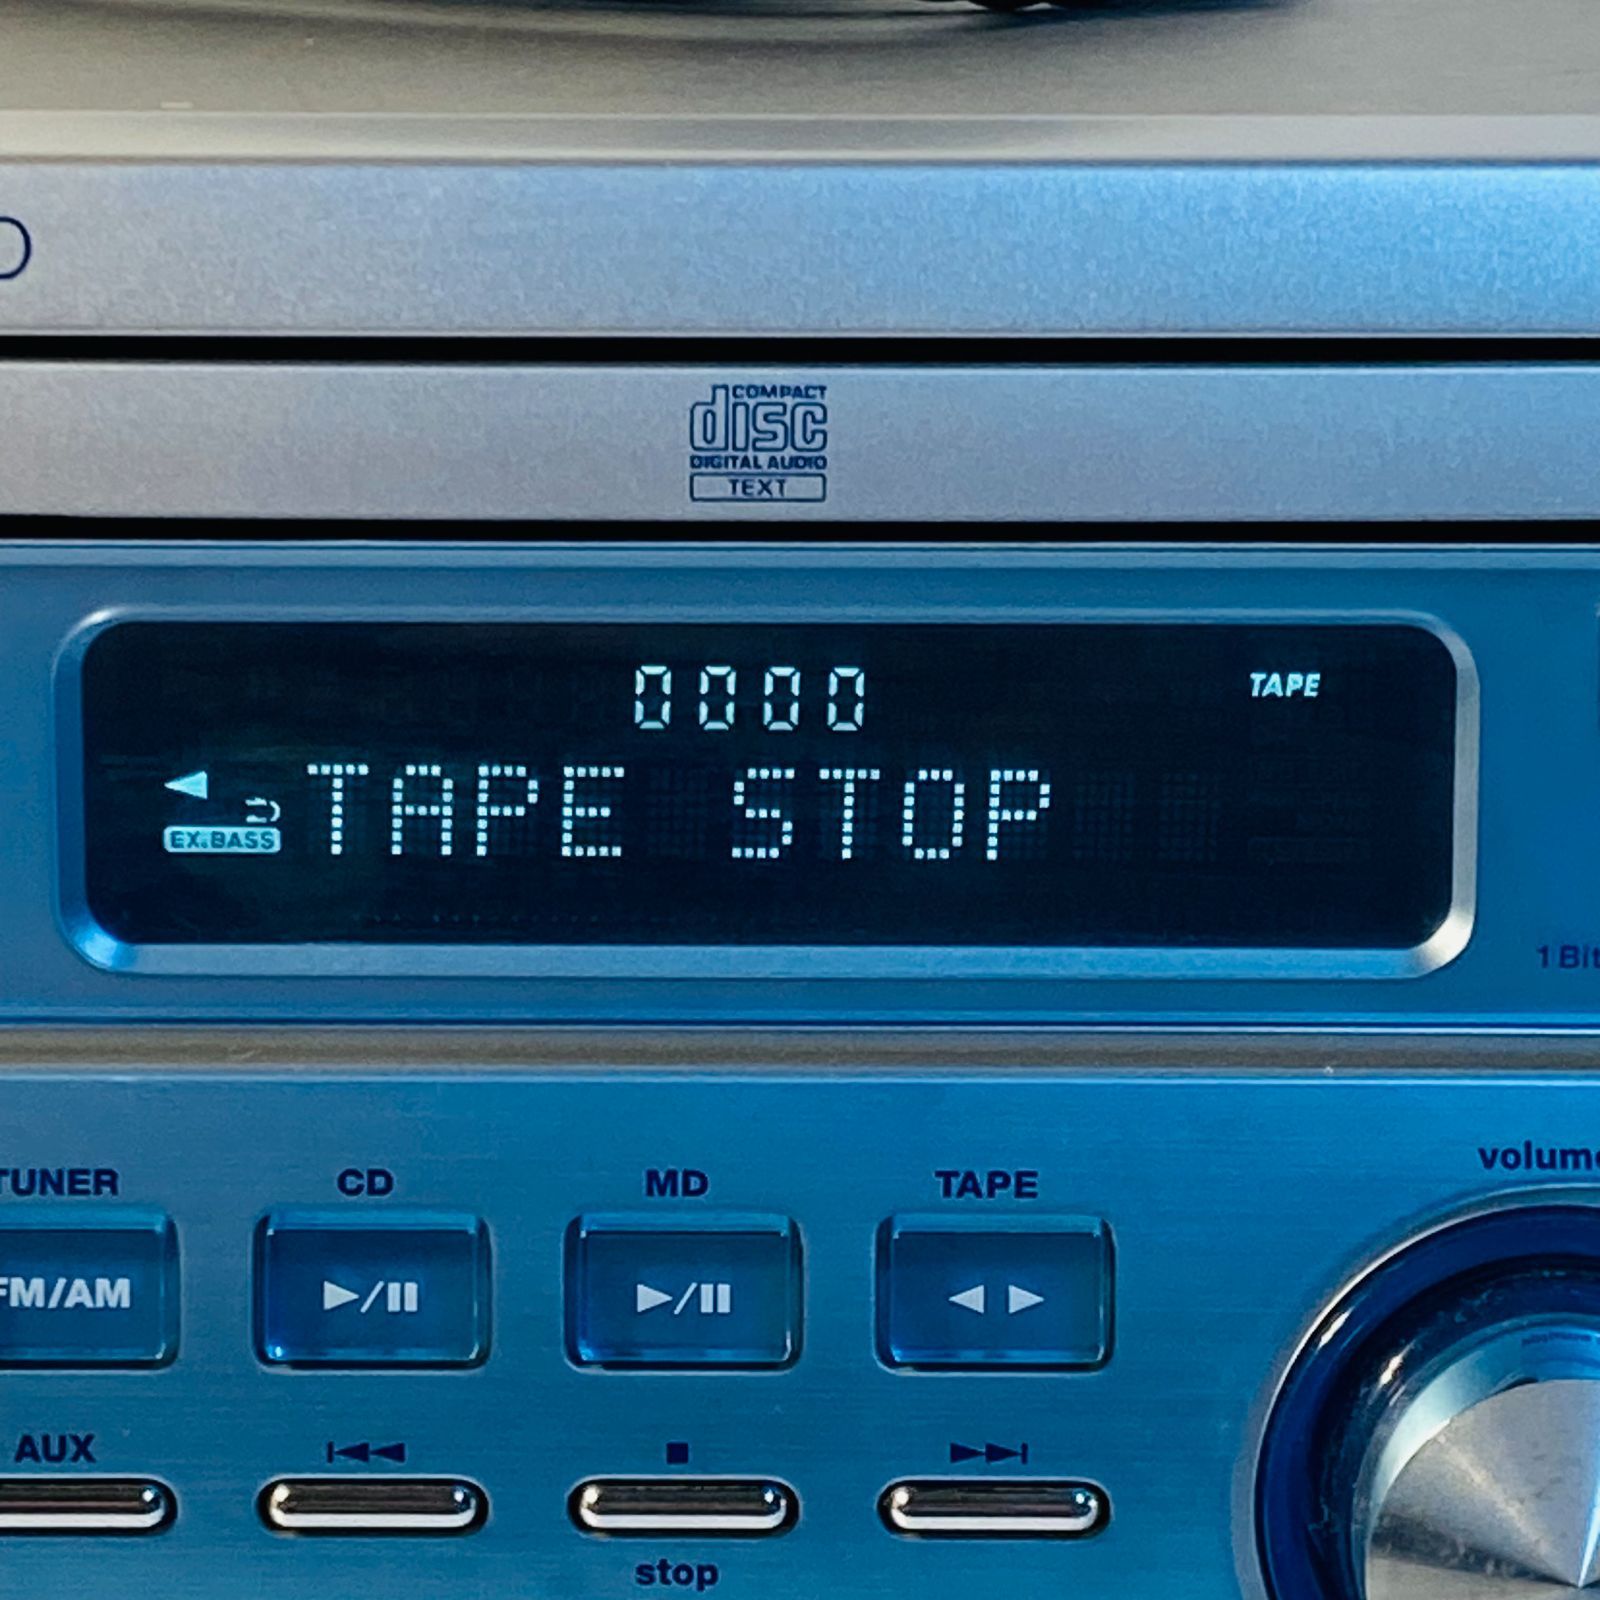 COMPACT
disc
DIGITAL AUDIO
TEXT
0000
TAPE
TAPE STOP
EX.BASS
1 Bit
TUNER CD MD TAPE
volume
FM/AM
AUX
stop